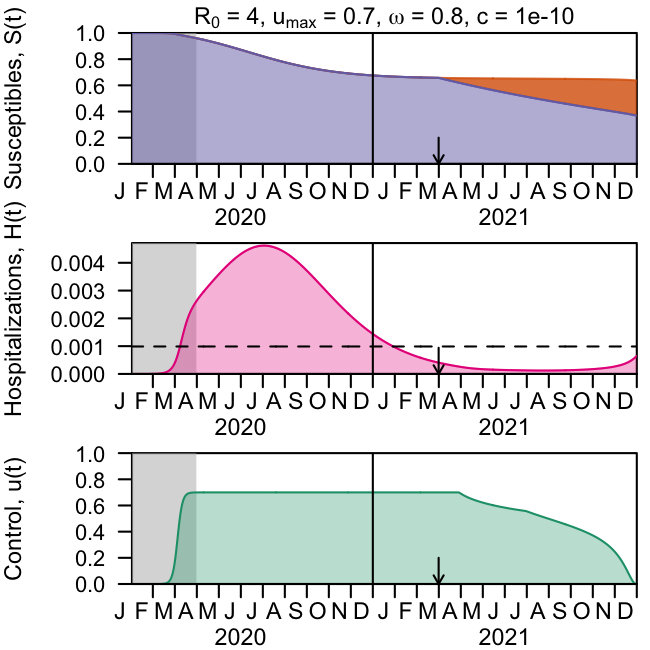 R₀ = 4, uₘₐₓ = 0.7, ω = 0.8, c = 1e-10
Susceptibles, S(t)
1.0
0.8
0.6
0.4
0.2
0.0
J F M A M J J A S O N D J F M A M J J A S O N D
2020 2021
Hospitalizations, H(t)
0.004
0.003
0.002
0.001
0.000
J F M A M J J A S O N D J F M A M J J A S O N D
2020 2021
Control, u(t)
1.0
0.8
0.6
0.4
0.2
0.0
J F M A M J J A S O N D J F M A M J J A S O N D
2020 2021